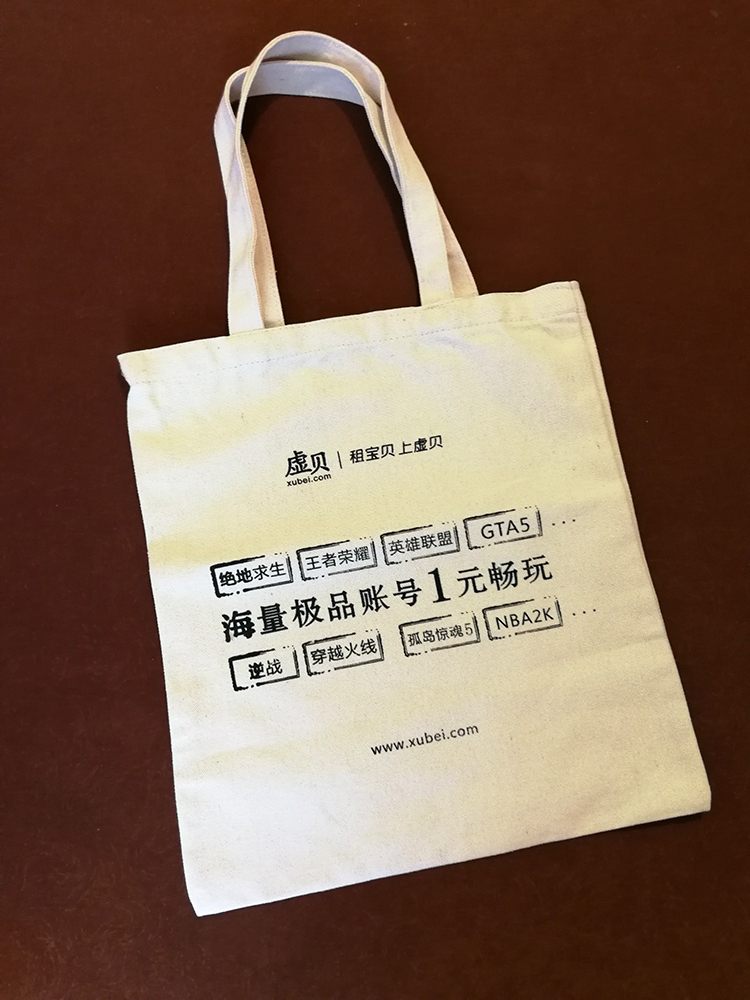 虚贝 | 租宝贝上虚贝
xubei.com
绝地求生 王者荣耀 英雄联盟 GTA5 ...
海量极品账号1元畅玩
逆战 穿越火线 孤岛惊魂5 NBA2K ...
www.xubei.com